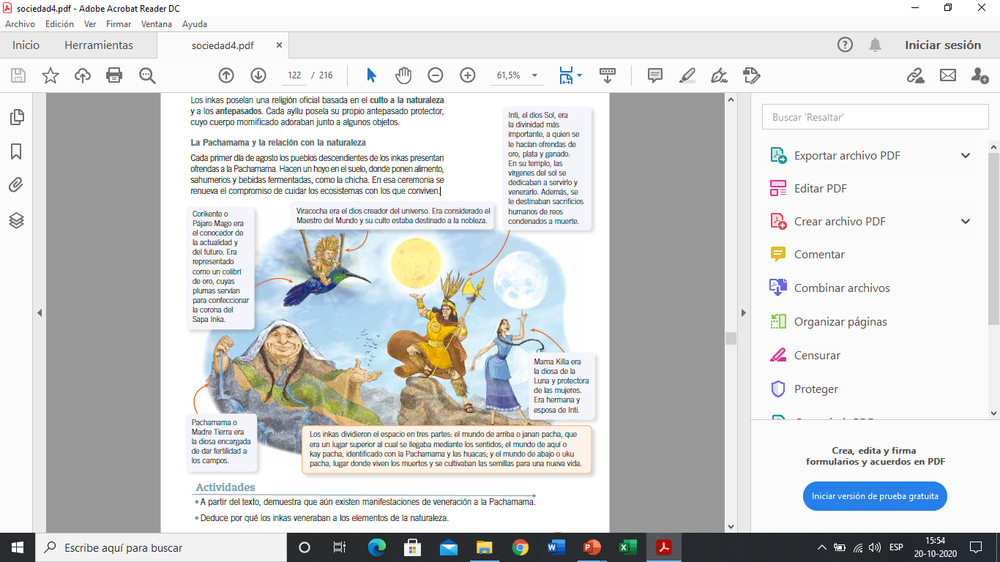 sociedad4.pdf - Adobe Acrobat Reader DC
Archivo Edición Ver Firmar Ventana Ayuda
Inicio Herramientas sociedad4.pdf × Iniciar sesión
122 / 216 61,5%
Los inkas poseían una religión oficial basada en el culto a la naturaleza
y a los antepasados. Cada ayllu poseía su propio antepasado protector,
cuyo cuerpo momificado adoraban junto a algunos objetos.
La Pachamama y la relación con la naturaleza
Cada primer día de agosto los pueblos descendientes de los inkas presentan
ofrendas a la Pachamama. Hacen un hoyo en el suelo, donde ponen alimento,
sahumerios y bebidas fermentadas, como la chicha. En esa ceremonia se
renueva el compromiso de cuidar los ecosistemas con los que conviven.
Inti, el dios Sol, era
la divinidad más
importante, a quien se
le hacían ofrendas de
oro, plata y ganado.
En su templo, las
vírgenes del sol se
dedicaban a servirlo y
venerarlo. Además, se
le destinaban sacrificios
humanos de reos
condenados a muerte.
Viracocha era el dios creador del universo. Era considerado el
Maestro del Mundo y su culto estaba destinado a la nobleza.
Corikente o
Pájaro Mago era
el conocedor de
la actualidad y
del futuro. Era
representado
como un colibrí
de oro, cuyas
plumas servían
para confeccionar
la corona del
Sapa Inka.
Mama Killa era
la diosa de la
Luna y protectora
de las mujeres.
Era hermana y
esposa de Inti.
Pachamama o
Madre Tierra era
la diosa encargada
de dar fertilidad a
los campos.
Los inkas dividieron el espacio en tres partes: el mundo de arriba o janan pacha, que
era un lugar superior al cual se llegaba mediante los sentidos; el mundo de aquí o
kay pacha, identificado con la Pachamama y las huacas; y el mundo de abajo o uku
pacha, lugar donde viven los muertos y se cultivaban las semillas para una nueva vida.
Actividades
• A partir del texto, demuestra que aún existen manifestaciones de veneración a la Pachamama.
• Deduce por qué los inkas veneraban a los elementos de la naturaleza.
Buscar 'Resaltar'
Exportar archivo PDF
Editar PDF
Crear archivo PDF
Comentar
Combinar archivos
Organizar páginas
Censurar
Proteger
Crea, edita y firma
formularios y acuerdos en PDF
Iniciar versión de prueba gratuita
Escribe aquí para buscar
ESP
15:54
20-10-2020